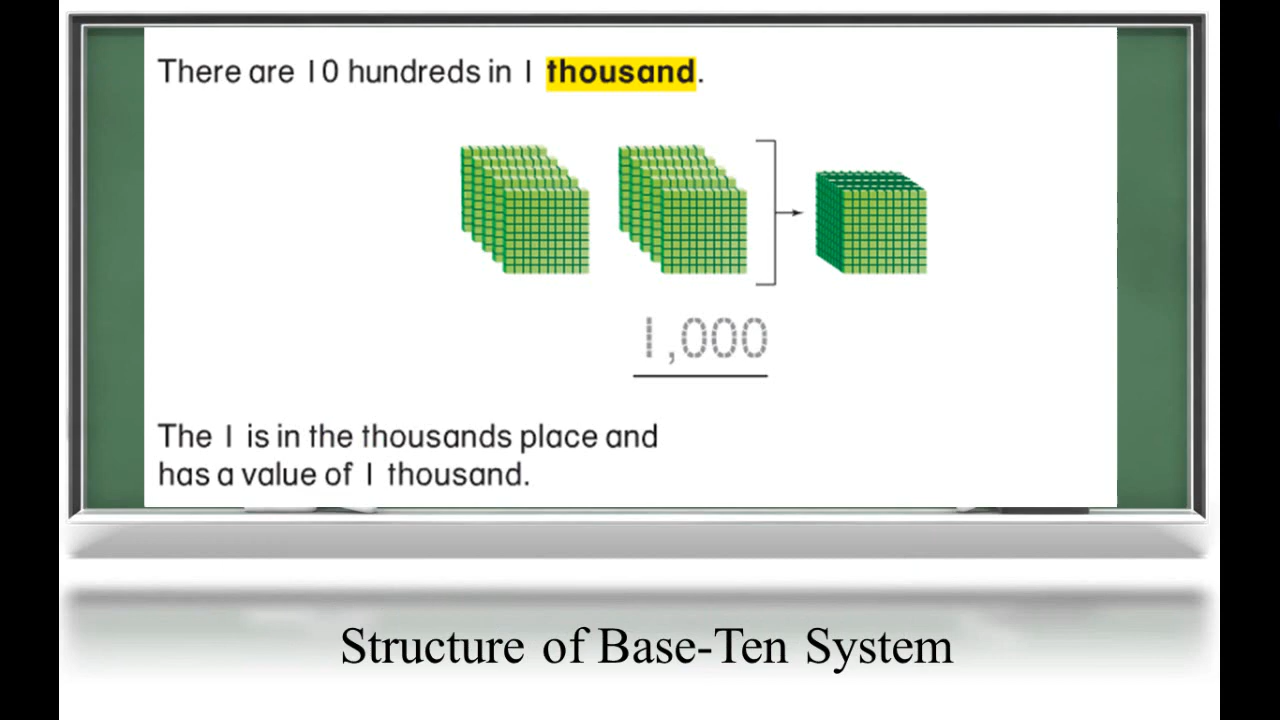 There are 10 hundreds in 1 thousand.
1,000
The 1 is in the thousands place and
has a value of 1 thousand.
Structure of Base-Ten System